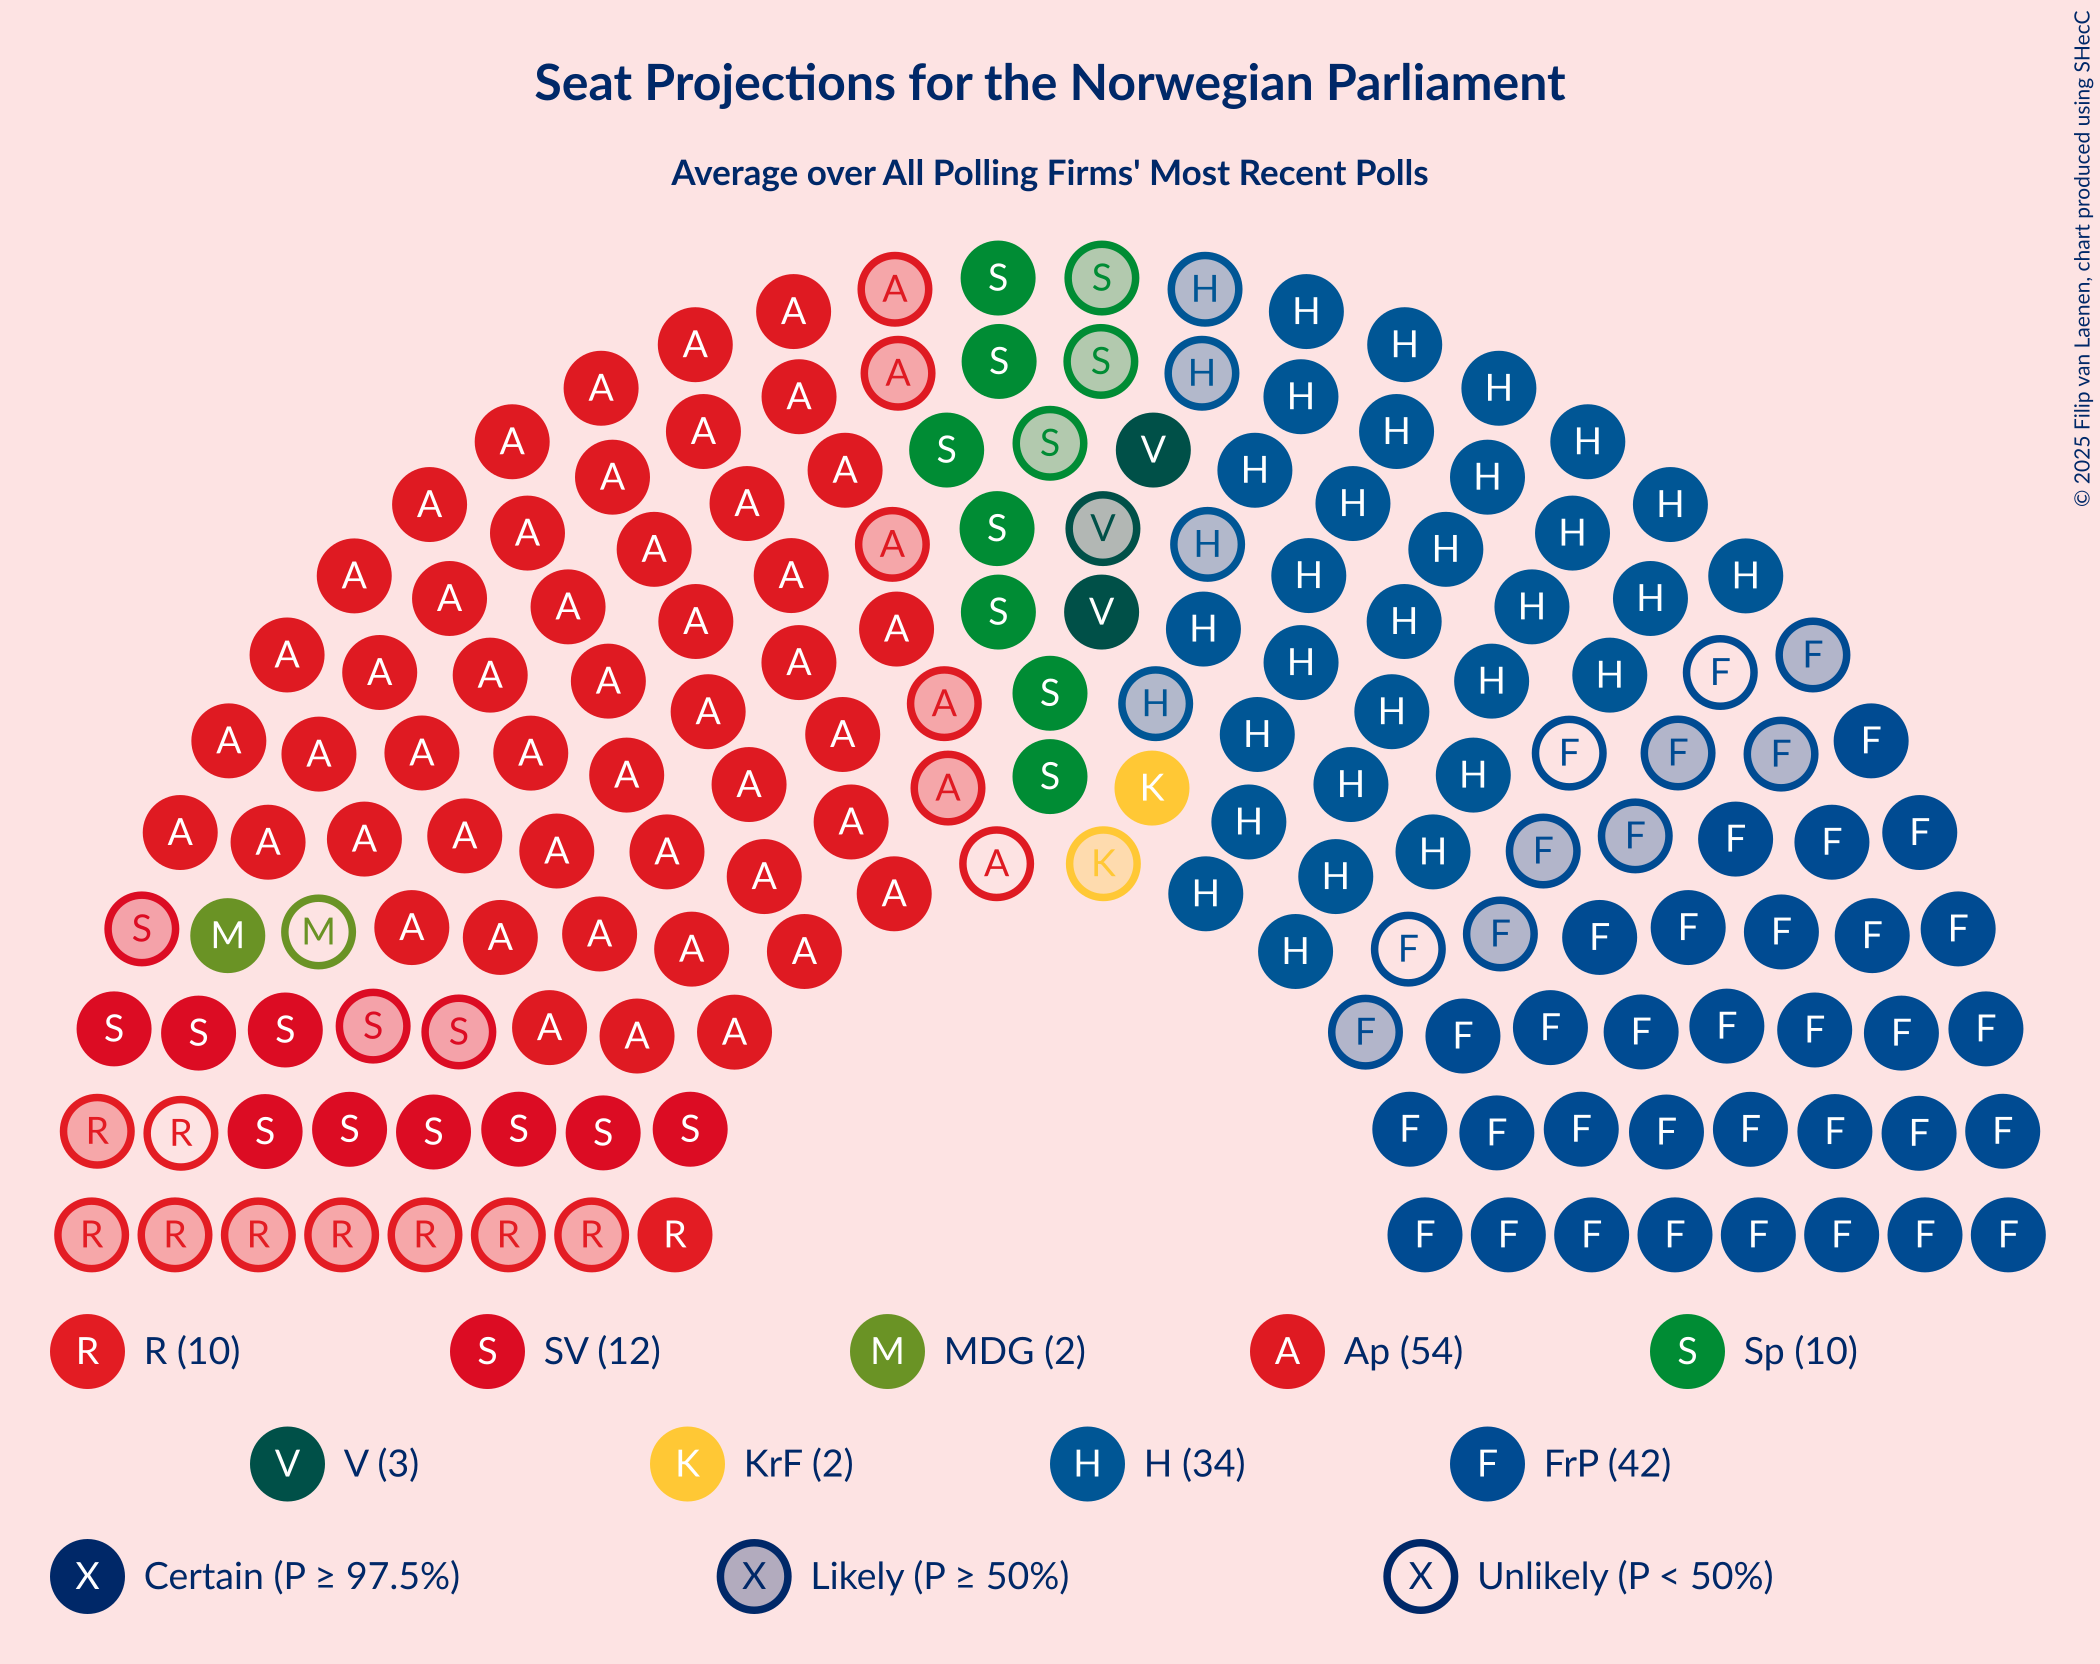 Seat Projections for the Norwegian Parliament
Average over All Polling Firms' Most Recent Polls
© 2025 Filip van Laenen, chart produced using SHecC
A S S H
A A H H
A A S S H H
A A H H
A A S S V H H
A A H H
A A A S V H H H
A A A A H H H H
A A A S V H H H
A A A A H H H H
A A A A H H H F F
A S H
A A A A A A H H H F F F F
A A S K H H
A A A A A A A H H H F F F F F
A A K H
S M M A A A A A H F F F F F F F
S S S S S A A A F F F F F F F F
R R S S S S S S F F F F F F F F
R R R R R R R R F F F F F F F F
R R (10) S SV (12) M MDG (2) A Ap (54) S Sp (10)
V V (3) K KrF (2) H H (34) F FrP (42)
X Certain (P ≥ 97.5%) X Likely (P ≥ 50%) X Unlikely (P < 50%)